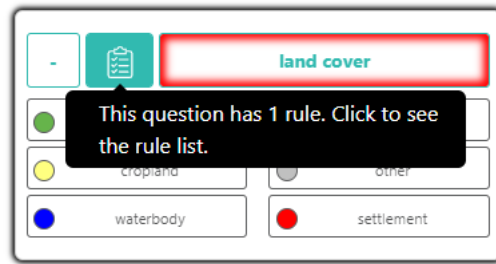 -
land cover
This question has 1 rule. Click to see
the rule list.
cropland
other
waterbody
settlement